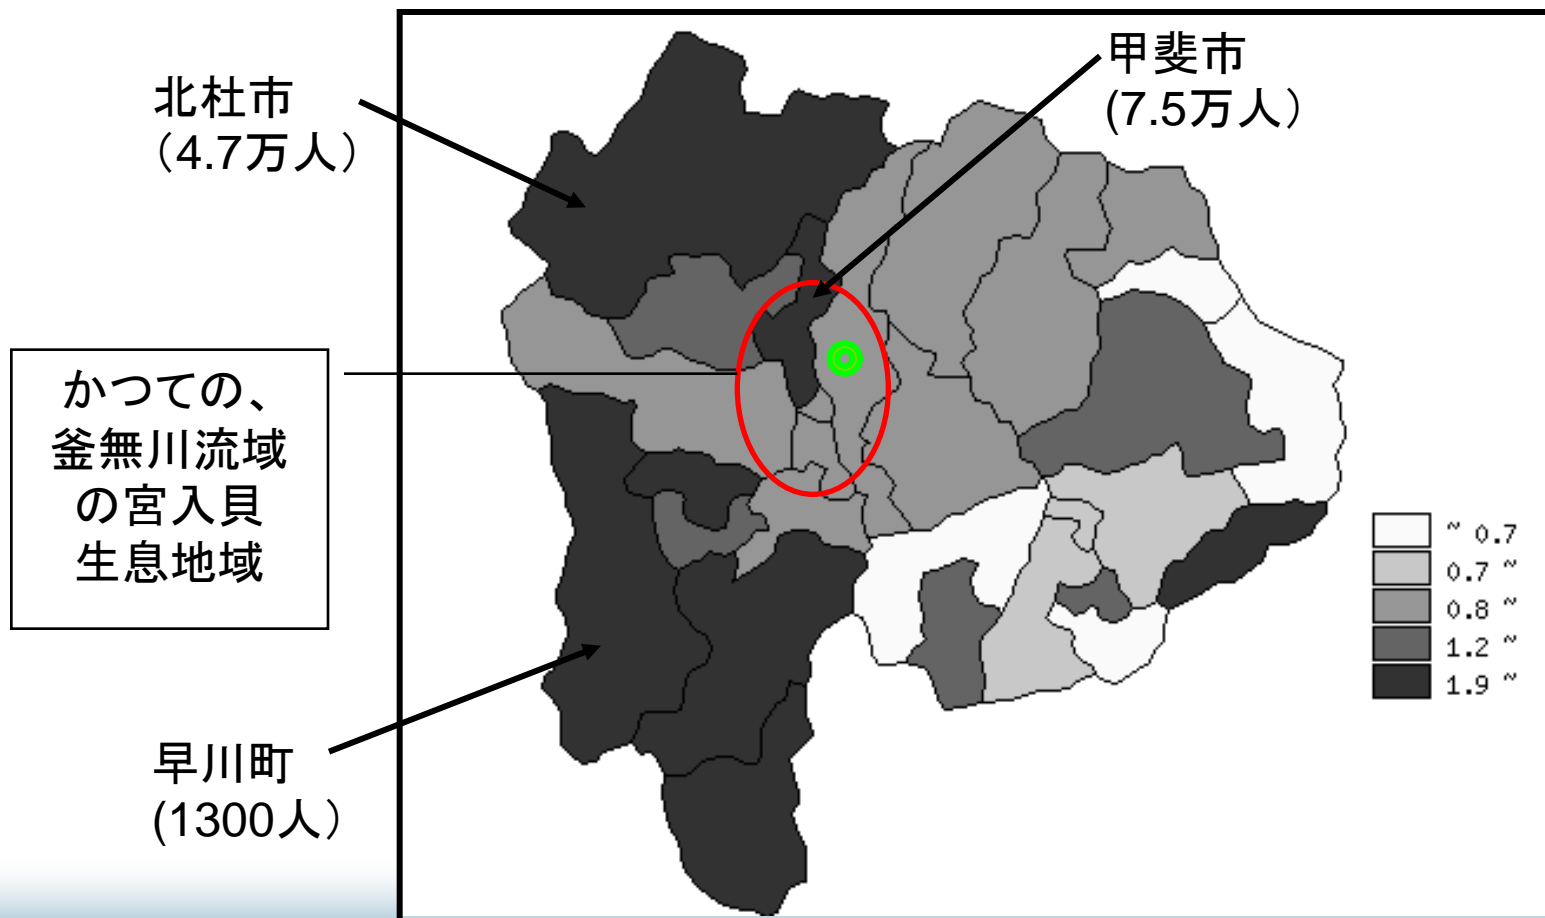 北杜市
（4.7万人）
甲斐市
(7.5万人）
かつての、
釜無川流域
の宮入貝
生息地域
早川町
(1300人）
~ 0.7
0.7 ~
0.8 ~
1.2 ~
1.9 ~